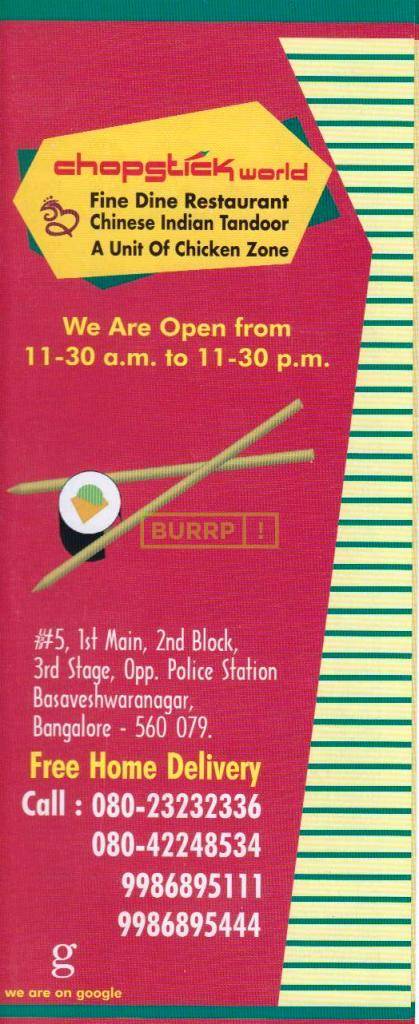 chopstick world
Fine Dine Restaurant
Chinese Indian Tandoor
A Unit Of Chicken Zone
We Are Open from
11-30 a.m. to 11-30 p.m.
BURRP !
#5, 1st Main, 2nd Block,
3rd Stage, Opp. Police Station
Basaveshwaranagar,
Bangalore - 560 079.
Free Home Delivery
Call : 080-23232336
080-42248534
9986895111
9986895444
g
we are on google